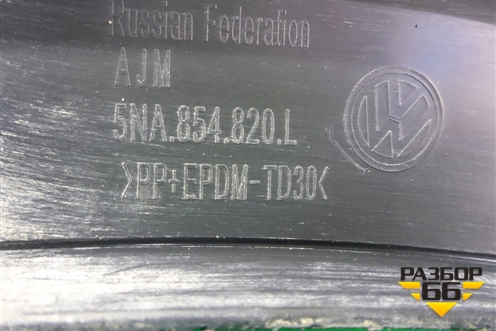 Russian Federation
AJM
5NA.854.820.L
>PP+EPDM-TD30<
РАЗБОР
66